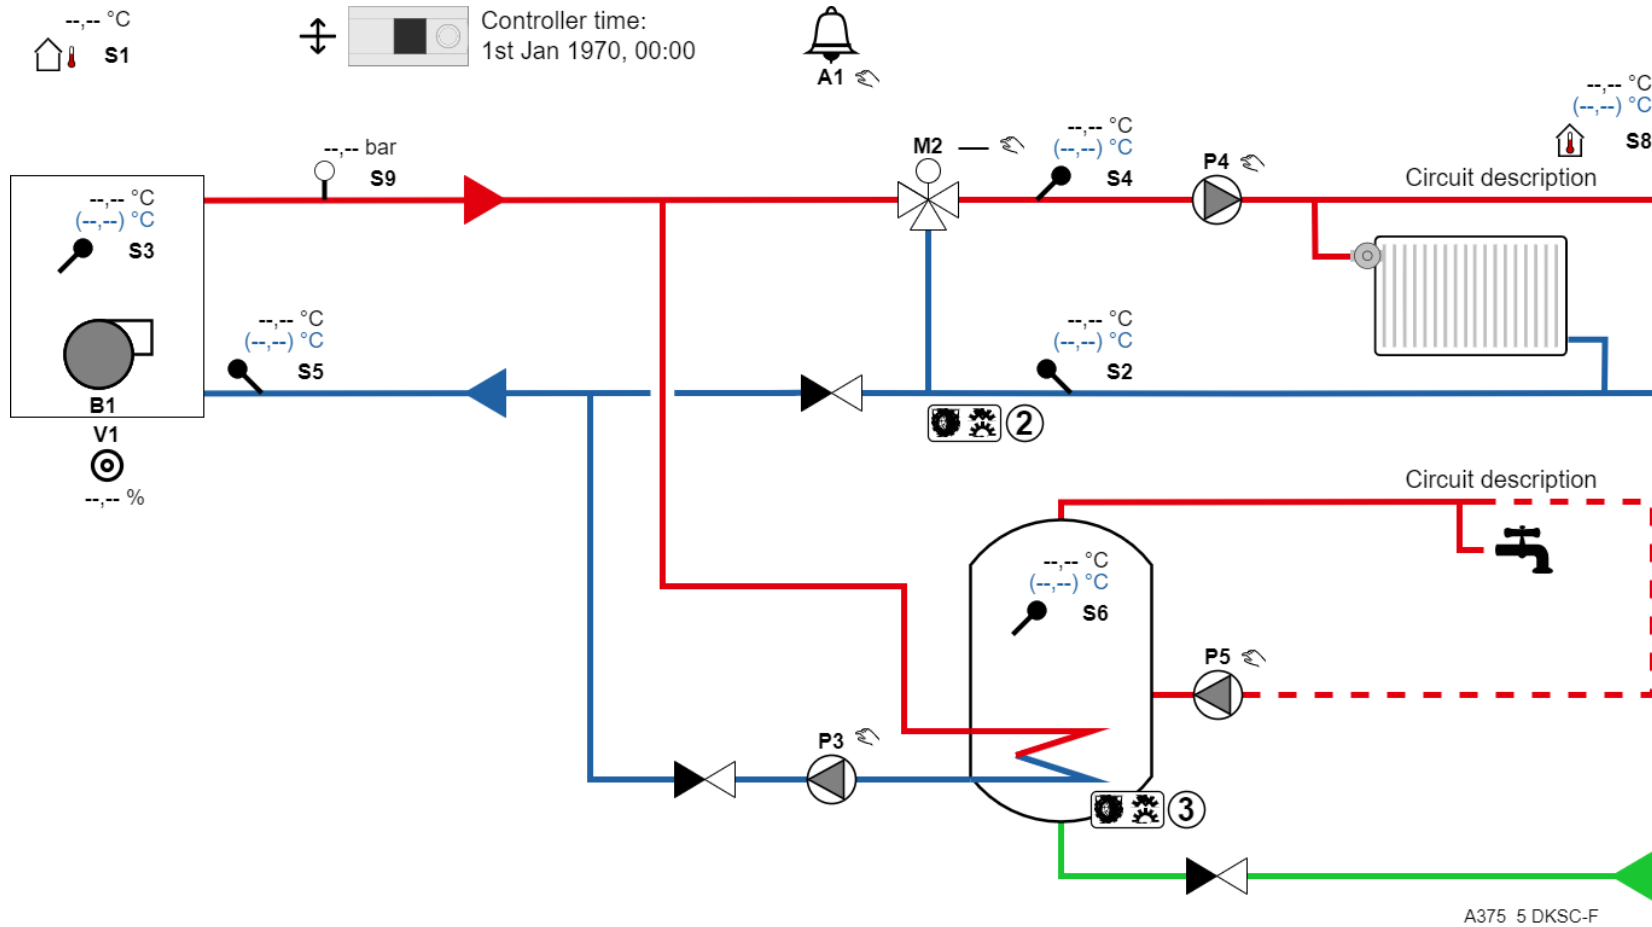 --,-- °C
S1
Controller time:
1st Jan 1970, 00:00
A1
--,-- °C
(--,--) °C
S8
--,-- bar
S9
M2
--,-- °C
(--,--) °C
S4
P4
Circuit description
--,-- °C
(--,--) °C
S3
B1
V1
--,-- %
--,-- °C
(--,--) °C
S5
--,-- °C
(--,--) °C
S2
2
Circuit description
--,-- °C
(--,--) °C
S6
P5
P3
3
A375 5 DKSC-F